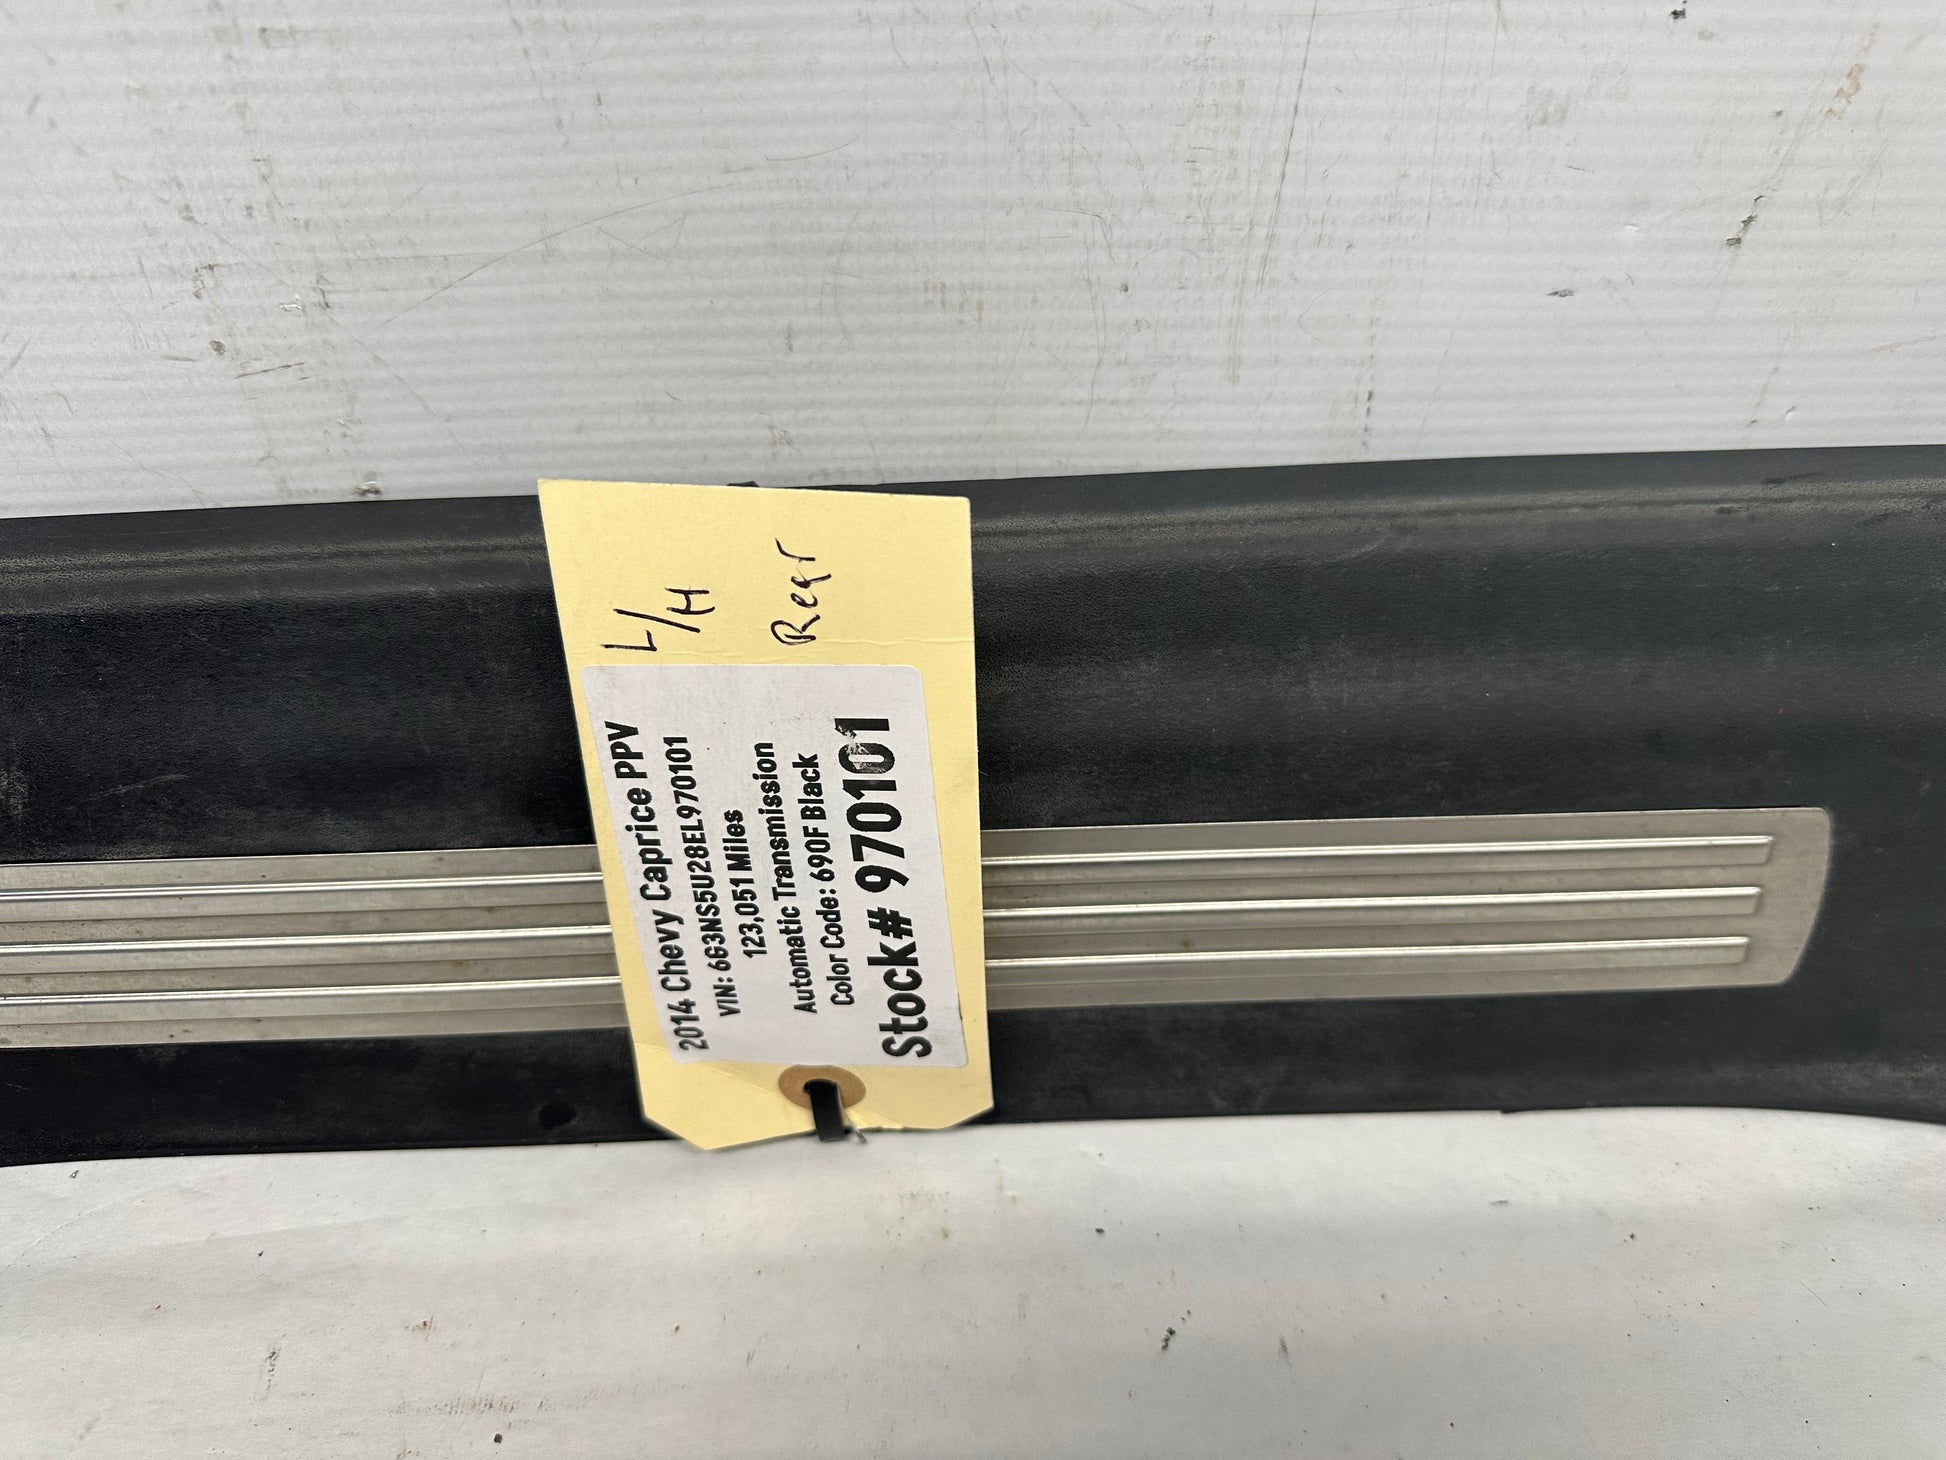 L/H
Rear
2014 Chevy Caprice PPV
VIN: 6G3NS5U28EL970101
123,051 Miles
Automatic Transmission
Color Code: 690F Black
Stock# 970101